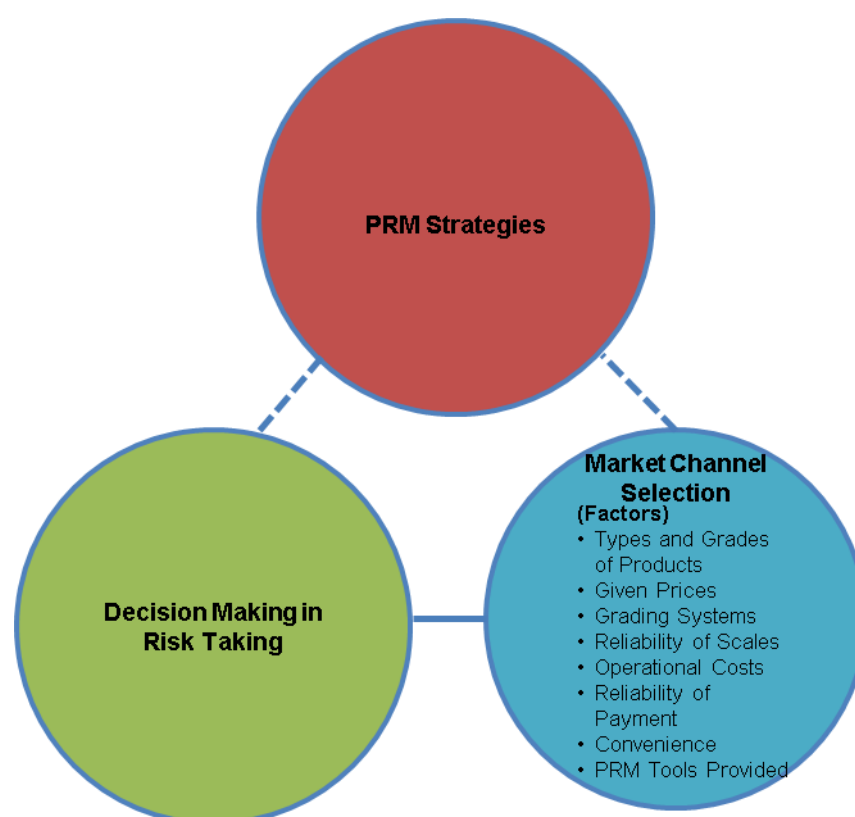 PRM Strategies
Market Channel
Selection
(Factors)
• Types and Grades
of Products
• Given Prices
• Grading Systems
• Reliability of Scales
• Operational Costs
• Reliability of
Payment
• Convenience
• PRM Tools Provided
Decision Making in
Risk Taking